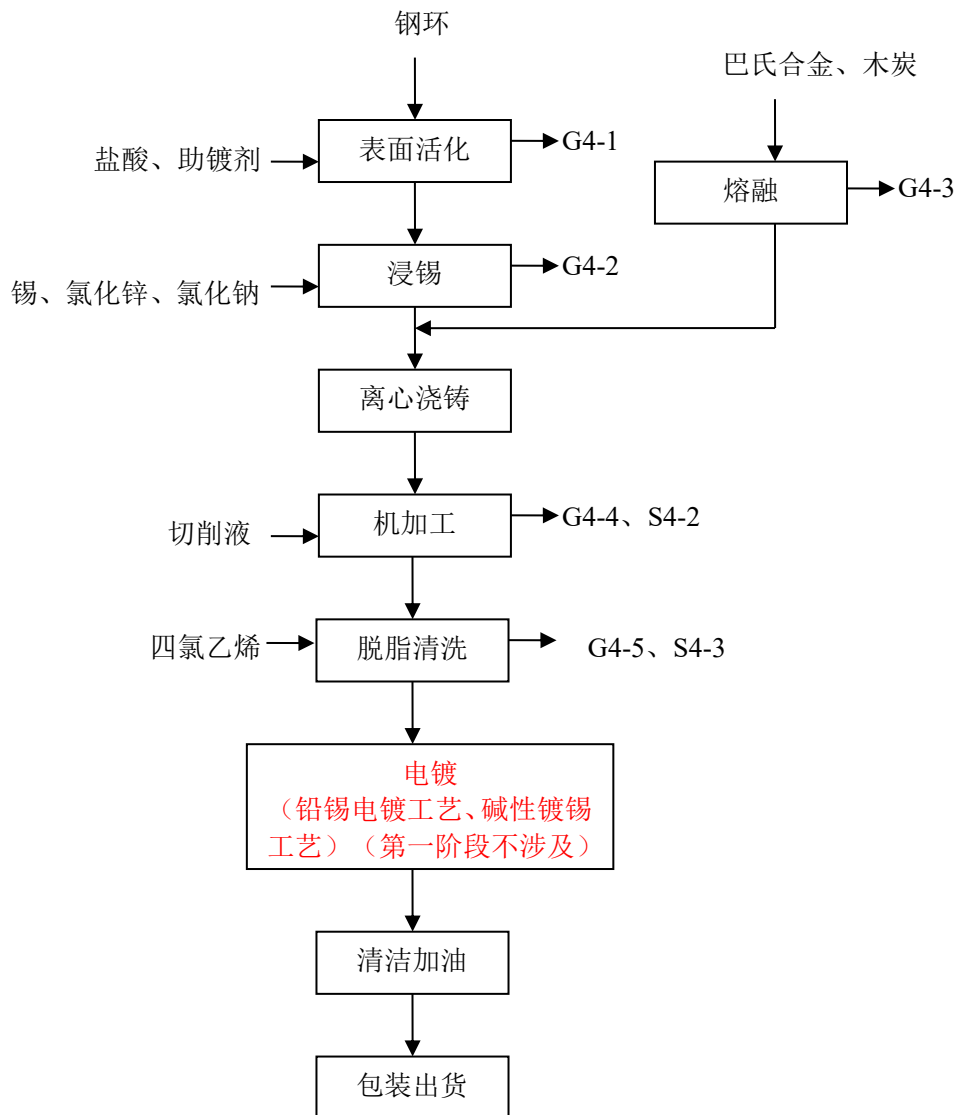 钢环
巴氏合金、木炭
表面活化
G4-1
盐酸、助镀剂
熔融
G4-3
浸锡
G4-2
锡、氯化锌、氯化钠
离心浇铸
机加工
G4-4、S4-2
切削液
四氯乙烯
脱脂清洗
G4-5、S4-3
电镀
（铅锡电镀工艺、碱性镀锡
工艺）（第一阶段不涉及）
清洁加油
包装出货